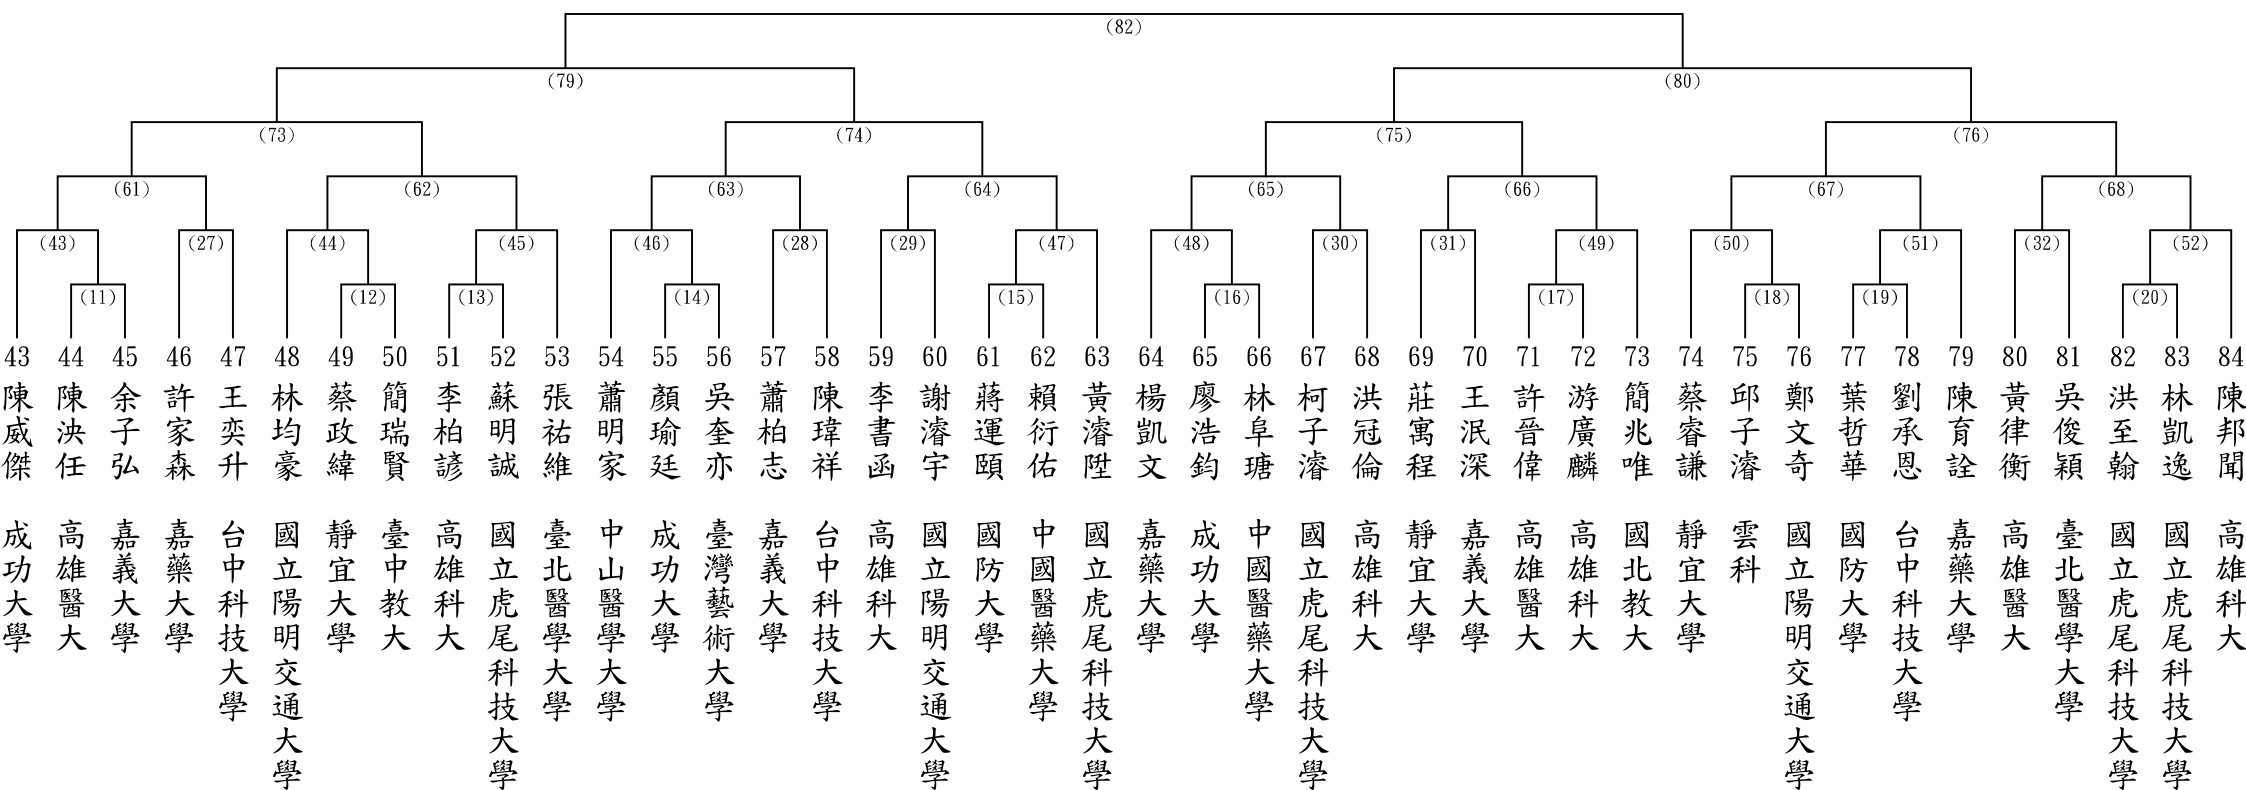 (82)
(79) (80)
(73) (74) (75) (76)
(61) (62) (63) (64) (65) (66) (67) (68)
(43) (27) (44) (45) (46) (28) (29) (47) (48) (30) (31) (49) (50) (51) (32) (52)
(11) (12) (13) (14) (15) (16) (17) (18) (19) (20)
43 陳威傑 成功大學
44 陳泱任 高雄醫大
45 余子弘 嘉義大學
46 許家森 嘉藥大學
47 王奕升 台中科技大學
48 林均豪 國立陽明交通大學
49 蔡政緯 靜宜大學
50 簡瑞賢 臺中教大
51 李柏諺 高雄科大
52 蘇明誠 國立虎尾科技大學
53 張祐維 臺北醫學大學
54 蕭明家 中山醫學大學
55 顏瑜廷 成功大學
56 吳奎亦 臺灣藝術大學
57 蕭柏志 嘉義大學
58 陳瑋祥 台中科技大學
59 李書函 高雄科大
60 謝濬宇 國立陽明交通大學
61 蔣運頤 國防大學
62 賴衍佑 中國醫藥大學
63 黃濬陞 國立虎尾科技大學
64 楊凱文 嘉藥大學
65 廖浩鈞 成功大學
66 林阜瑭 中國醫藥大學
67 柯子濬 國立虎尾科技大學
68 洪冠倫 高雄科大
69 莊寓程 靜宜大學
70 王泯深 嘉義大學
71 許晉偉 高雄醫大
72 游廣麟 高雄科大
73 簡兆唯 國北教大
74 蔡睿謙 靜宜大學
75 邱子濬 雲科
76 鄭文奇 國立陽明交通大學
77 葉哲華 國防大學
78 劉承恩 台中科技大學
79 陳育詮 嘉藥大學
80 黃律衡 高雄醫大
81 吳俊穎 臺北醫學大學
82 洪至翰 國立虎尾科技大學
83 林凱逸 國立虎尾科技大學
84 陳邦聞 高雄科大